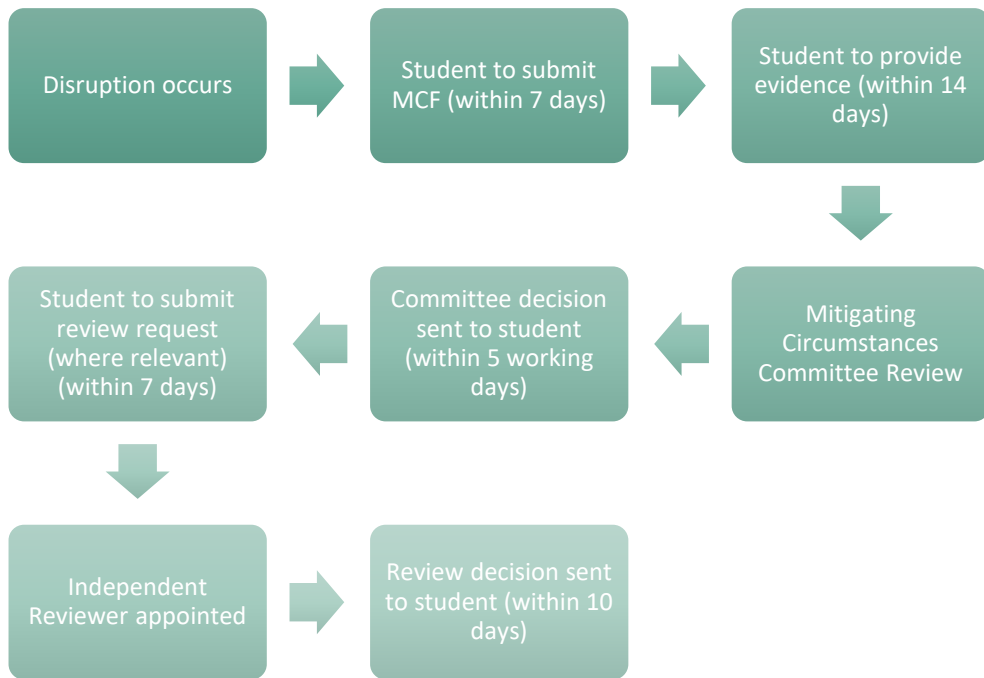 Disruption occurs
Student to submit
MCF (within 7 days)
Student to provide
evidence (within 14
days)
Mitigating
Circumstances
Committee Review
Committee decision
sent to student
(within 5 working
days)
Student to submit
review request
(where relevant)
(within 7 days)
Independent
Reviewer appointed
Review decision sent
to student (within 10
days)